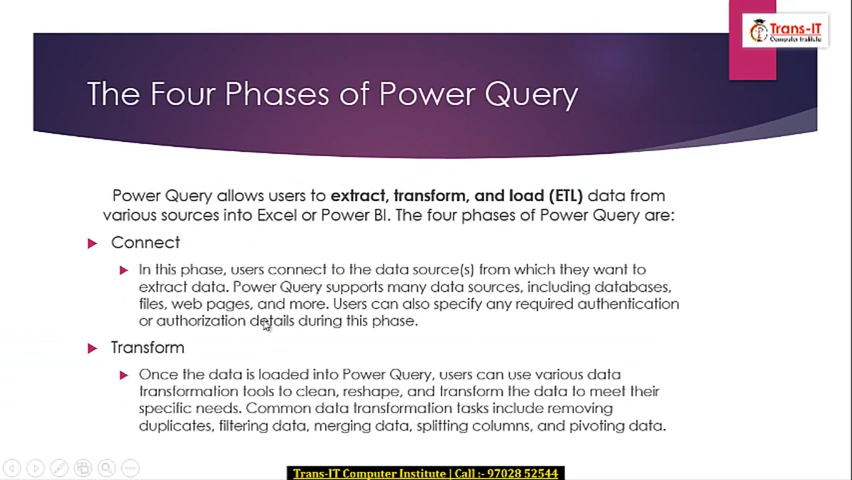 Trans-IT
Computer Institute
The Four Phases of Power Query
Power Query allows users to extract, transform, and load (ETL) data from
various sources into Excel or Power BI. The four phases of Power Query are:
Connect
In this phase, users connect to the data source(s) from which they want to
extract data. Power Query supports many data sources, including databases,
files, web pages, and more. Users can also specify any required authentication
or authorization details during this phase.
Transform
Once the data is loaded into Power Query, users can use various data
transformation tools to clean, reshape, and transform the data to meet their
specific needs. Common data transformation tasks include removing
duplicates, filtering data, merging data, splitting columns, and pivoting data.
Trans-IT Computer Institute | Call :- 97028 52544